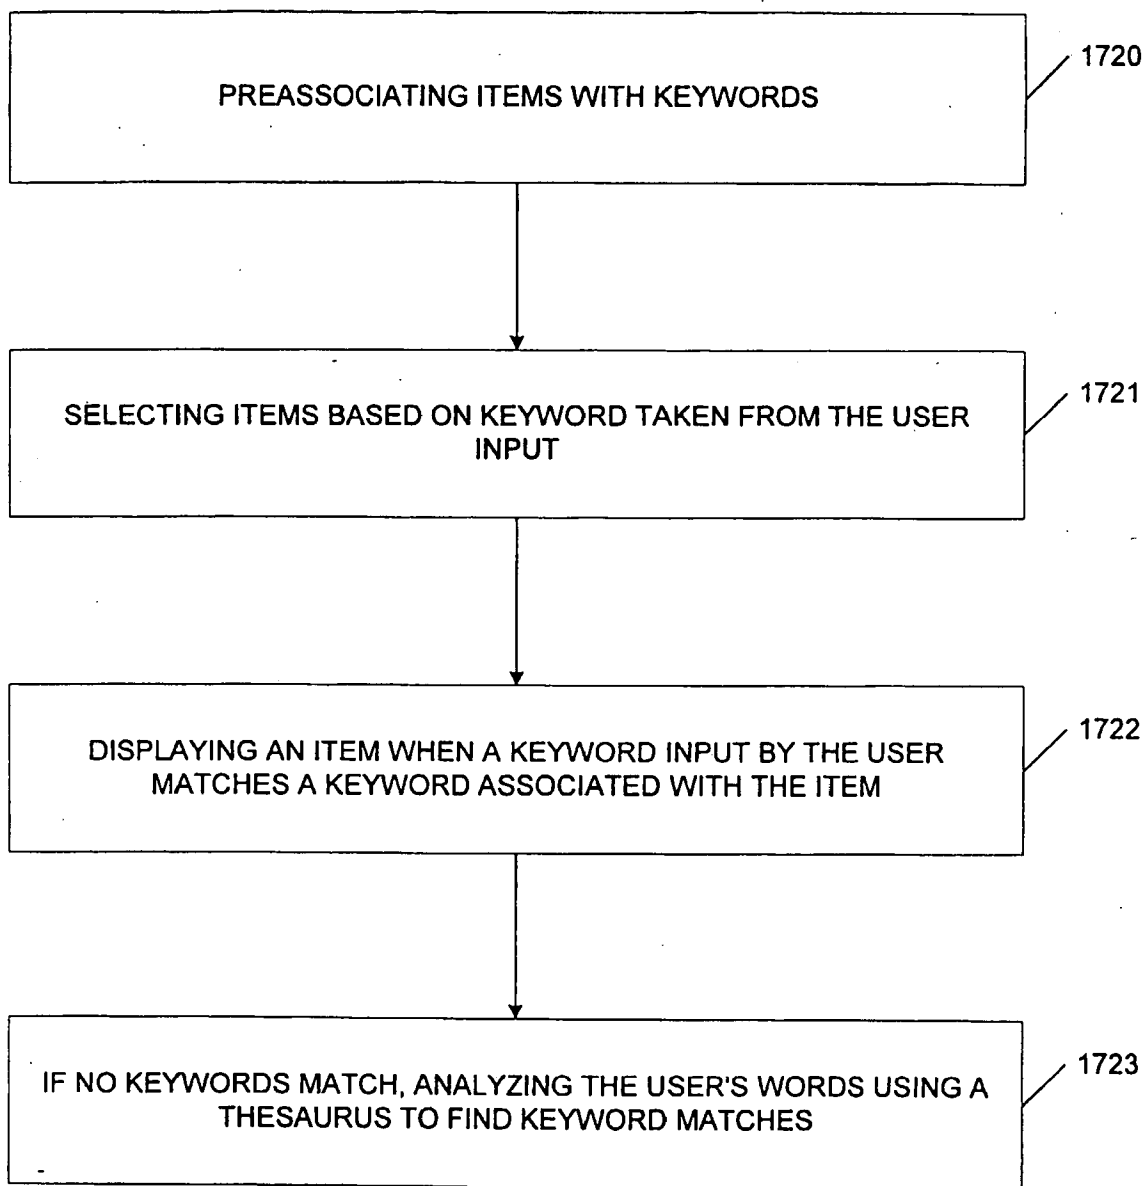 PREASSOCIATING ITEMS WITH KEYWORDS
1720
SELECTING ITEMS BASED ON KEYWORD TAKEN FROM THE USER
INPUT
1721
DISPLAYING AN ITEM WHEN A KEYWORD INPUT BY THE USER
MATCHES A KEYWORD ASSOCIATED WITH THE ITEM
1722
IF NO KEYWORDS MATCH, ANALYZING THE USER'S WORDS USING A
THESAURUS TO FIND KEYWORD MATCHES
1723